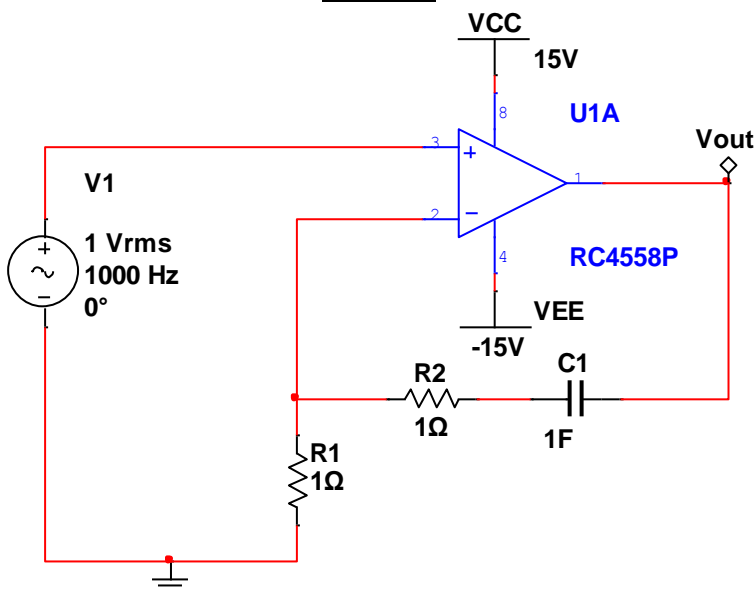 VCC
15V
8
U1A
Vout
3
V1
1
2
1 Vrms
1000 Hz
0°
4
RC4558P
VEE
-15V
C1
R2
1Ω
1F
R1
1Ω